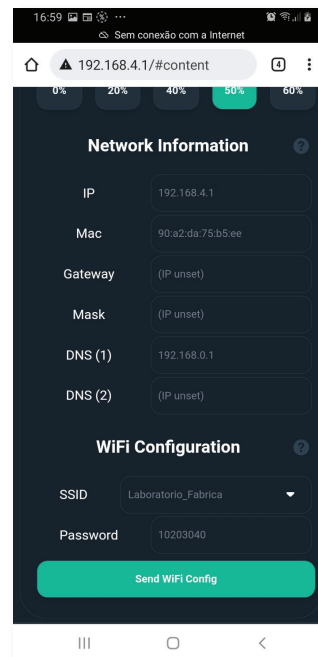 16:59
Sem conexão com a Internet
192.168.4.1/#content
4
0% 20% 40% 50% 60%
Network Information ?
IP 192.168.4.1
Mac 90:a2:da:75:b5:ee
Gateway (IP unset)
Mask (IP unset)
DNS (1) 192.168.0.1
DNS (2) (IP unset)
WiFi Configuration ?
SSID Laboratorio_Fabrica
Password 10203040
Send WiFi Config